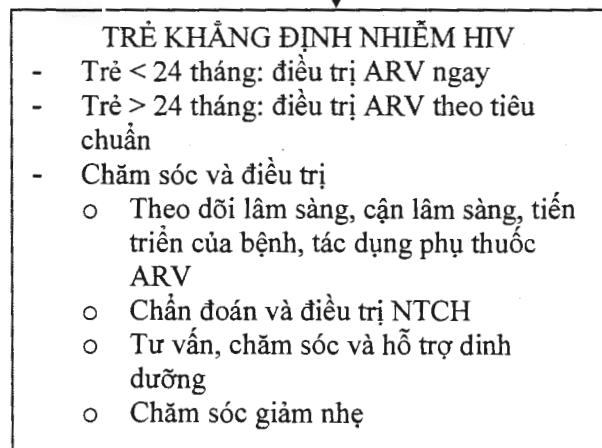 TRẺ KHẲNG ĐỊNH NHIỄM HIV
- Trẻ < 24 tháng: điều trị ARV ngay
- Trẻ > 24 tháng: điều trị ARV theo tiêu
chuẩn
- Chăm sóc và điều trị
o Theo dõi lâm sàng, cận lâm sàng, tiến
triển của bệnh, tác dụng phụ thuốc
ARV
o Chẩn đoán và điều trị NTCH
o Tư vấn, chăm sóc và hỗ trợ dinh
dưỡng
o Chăm sóc giảm nhẹ